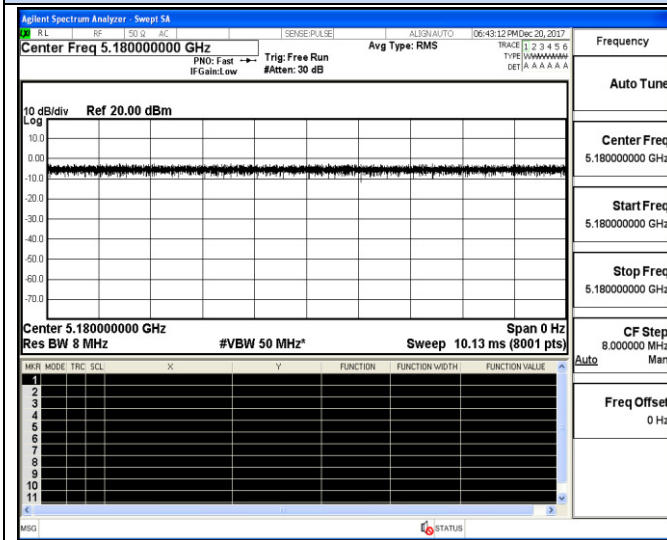 Agilent Spectrum Analyzer - Swept SA
RL RF 50 Ω AC SENSE:PULSE ALIGNAUTO 06:43:12 PM Dec 20, 2017
Center Freq 5.180000000 GHz
Avg Type: RMS
TRACE 1 2 3 4 5 6
TYPE WWWWWW
DET A A A A A A
PNO: Fast
IFGain:Low
Trig: Free Run
#Atten: 30 dB
10 dB/div
Log
Ref 20.00 dBm
10.0
0.00
-10.0
-20.0
-30.0
-40.0
-50.0
-60.0
-70.0
Center 5.180000000 GHz
Span 0 Hz
Res BW 8 MHz
#VBW 50 MHz*
Sweep 10.13 ms (8001 pts)
MKR MODE TRC SCL X Y FUNCTION FUNCTION WIDTH FUNCTION VALUE
1
2
3
4
5
6
7
8
9
10
11
MSG
STATUS
Frequency
Auto Tune
Center Freq
5.180000000 GHz
Start Freq
5.180000000 GHz
Stop Freq
5.180000000 GHz
CF Step
8.000000 MHz
Auto Man
Freq Offset
0 Hz